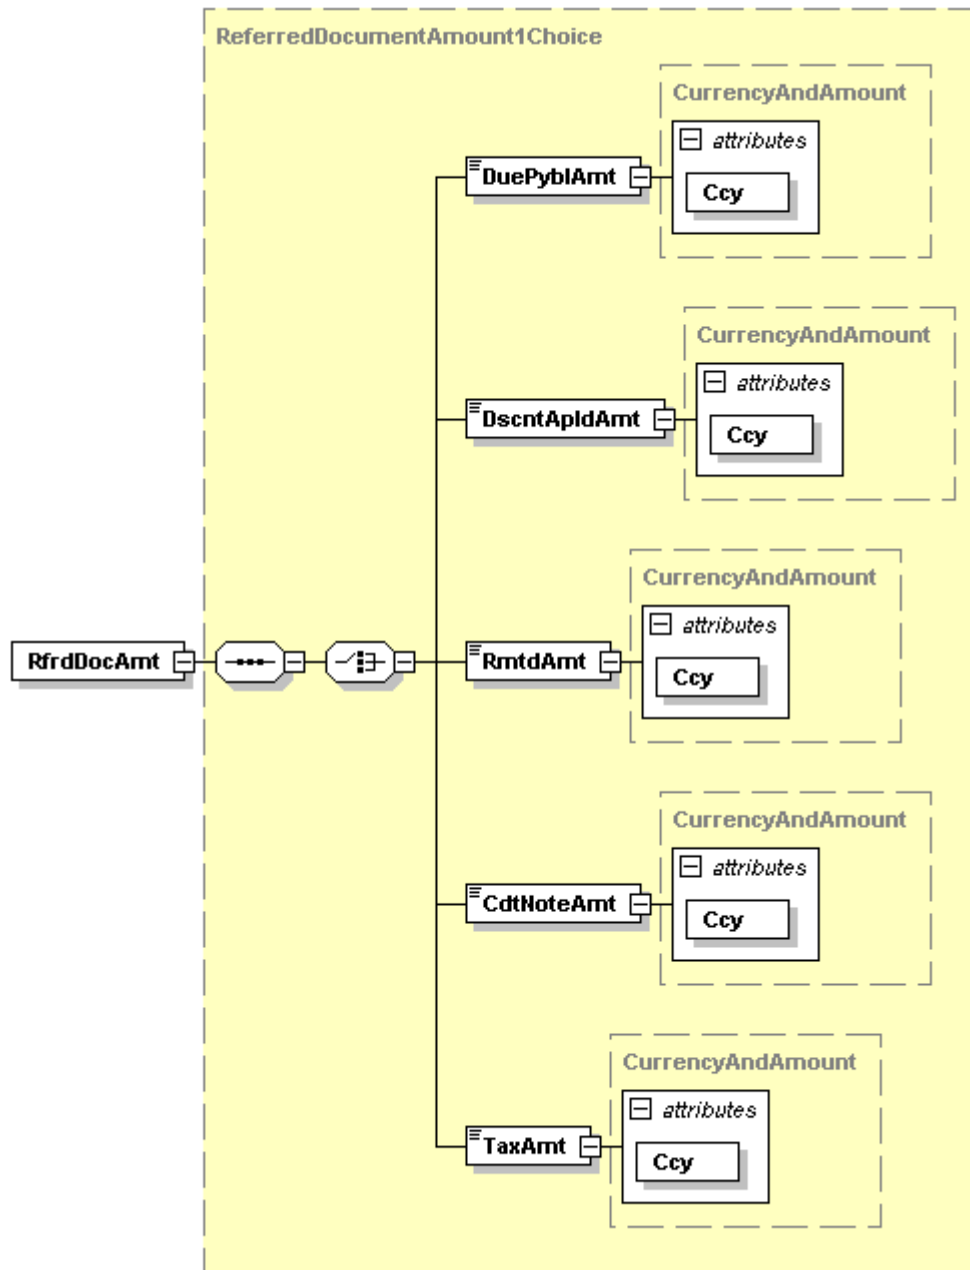 ReferredDocumentAmount1Choice
CurrencyAndAmount
attributes
DuePyblAmt
Ccy
CurrencyAndAmount
attributes
DscntApldAmt
Ccy
CurrencyAndAmount
attributes
RfrdDocAmt
RmtdAmt
Ccy
CurrencyAndAmount
attributes
CdtNoteAmt
Ccy
CurrencyAndAmount
attributes
TaxAmt
Ccy